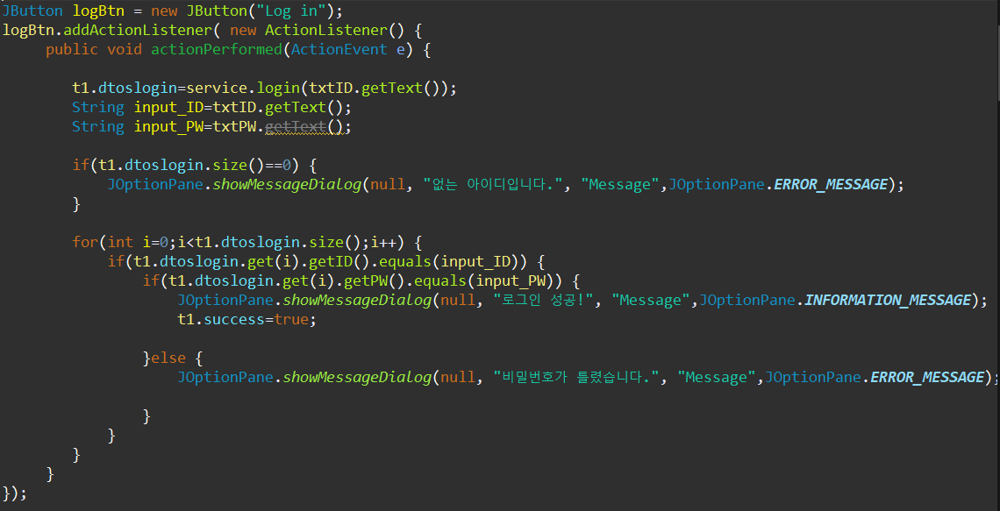 JButton logBtn = new JButton("Log in");
logBtn.addActionListener( new ActionListener() {
public void actionPerformed(ActionEvent e) {
t1.dtoslogin=service.login(txtID.getText());
String input_ID=txtID.getText();
String input_PW=txtPW.getText();
if(t1.dtoslogin.size()==0) {
JOptionPane.showMessageDialog(null, "없는 아이디입니다.", "Message",JOptionPane.ERROR_MESSAGE);
}
for(int i=0;i<t1.dtoslogin.size();i++) {
if(t1.dtoslogin.get(i).getID().equals(input_ID)) {
if(t1.dtoslogin.get(i).getPW().equals(input_PW)) {
JOptionPane.showMessageDialog(null, "로그인 성공!", "Message",JOptionPane.INFORMATION_MESSAGE);
t1.success=true;
}else {
JOptionPane.showMessageDialog(null, "비밀번호가 틀렸습니다.", "Message",JOptionPane.ERROR_MESSAGE);
}
}
}
}
});